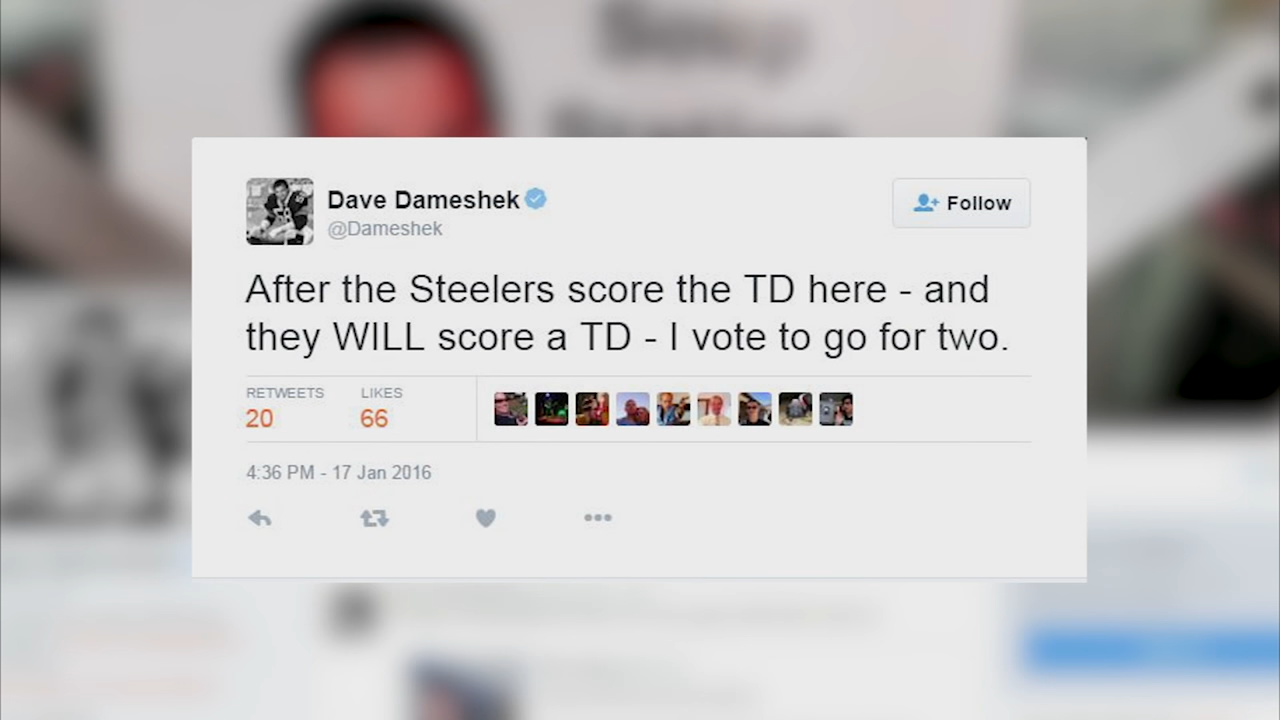 Dave Dameshek
@Dameshek
Follow
After the Steelers score the TD here - and
they WILL score a TD - I vote to go for two.
RETWEETS LIKES
20 66
4:36 PM - 17 Jan 2016